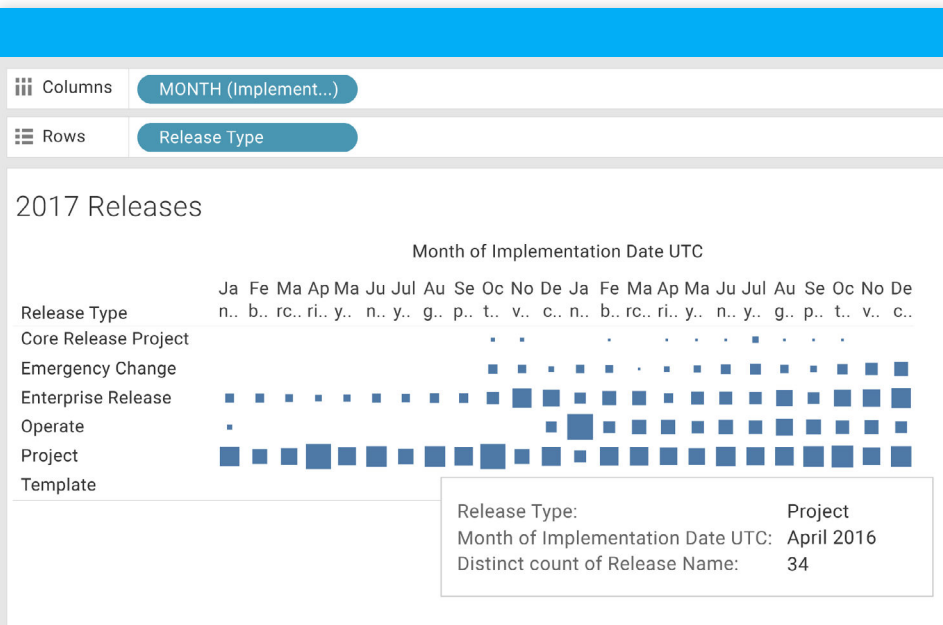 Columns MONTH (Implement...)
Rows Release Type
2017 Releases
Month of Implementation Date UTC
Ja Fe Ma Ap Ma Ju Jul Au Se Oc No De Ja Fe Ma Ap Ma Ju Jul Au Se Oc No De
Release Type n.. b.. rc.. ri.. y.. n.. y.. g.. p.. t.. v.. c.. n.. b.. rc.. ri.. y.. n.. y.. g.. p.. t.. v.. c..
Core Release Project
Emergency Change
Enterprise Release
Operate
Project
Template
Release Type: Project
Month of Implementation Date UTC: April 2016
Distinct count of Release Name: 34